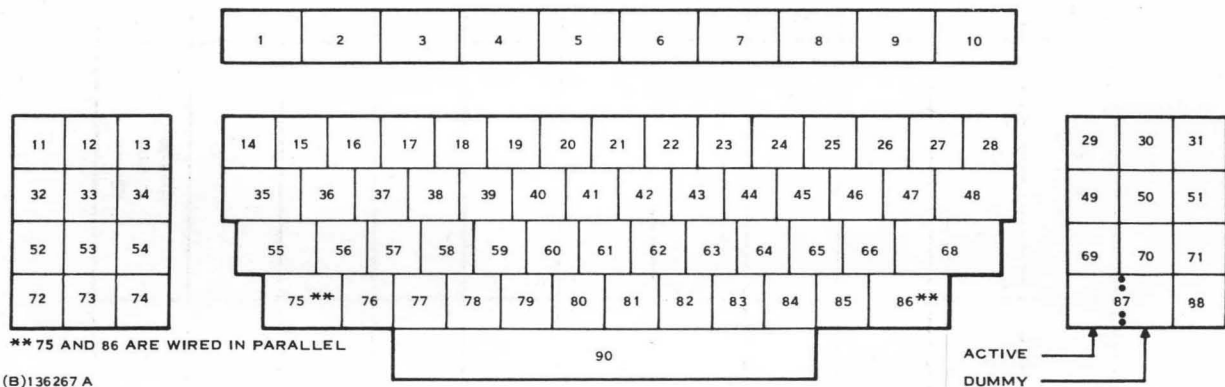 1 2 3 4 5 6 7 8 9 10
11 12 13 14 15 16 17 18 19 20 21 22 23 24 25 26 27 28 29 30 31
32 33 34 35 36 37 38 39 40 41 42 43 44 45 46 47 48 49 50 51
52 53 54 55 56 57 58 59 60 61 62 63 64 65 66 68 69 70 71
72 73 74 75** 76 77 78 79 80 81 82 83 84 85 86** 87 88
**75 AND 86 ARE WIRED IN PARALLEL
90
ACTIVE
(B)136267 A
DUMMY